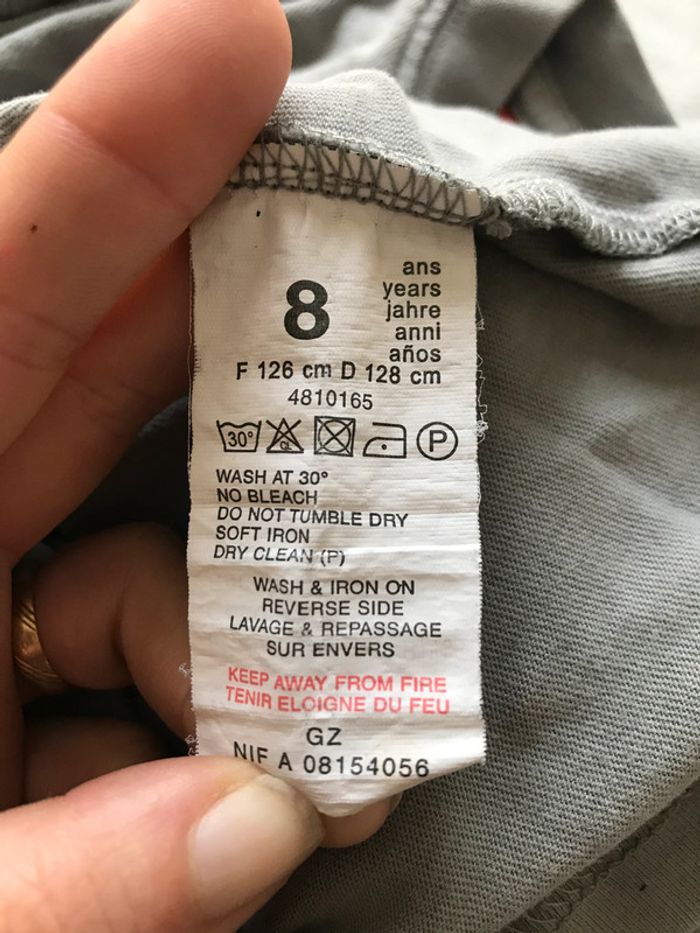 8
ans
years
jahre
anni
años
F 126 cm D 128 cm
4810165
30° CL P
WASH AT 30°
NO BLEACH
DO NOT TUMBLE DRY
SOFT IRON
DRY CLEAN (P)
WASH & IRON ON
REVERSE SIDE
LAVAGE & REPASSAGE
SUR ENVERS
KEEP AWAY FROM FIRE
TENIR ELOIGNE DU FEU
GZ
NIF A 08154056